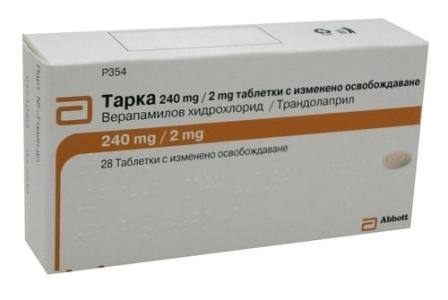 P354
Тарка 240 mg / 2 mg таблетки с изменено освобождаване
Верапамилов хидрохлорид / Трандолаприл
240 mg / 2 mg
28 Таблетки с изменено освобождаване
Abbott